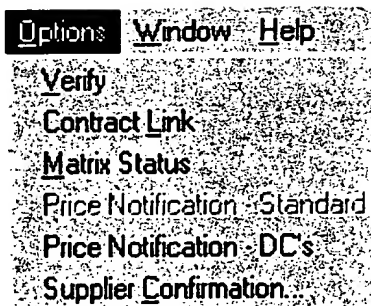 Options Window Help
Verify
Contract Link
Matrix Status
Price Notification - Standard
Price Notification - DC's
Supplier Confirmation...